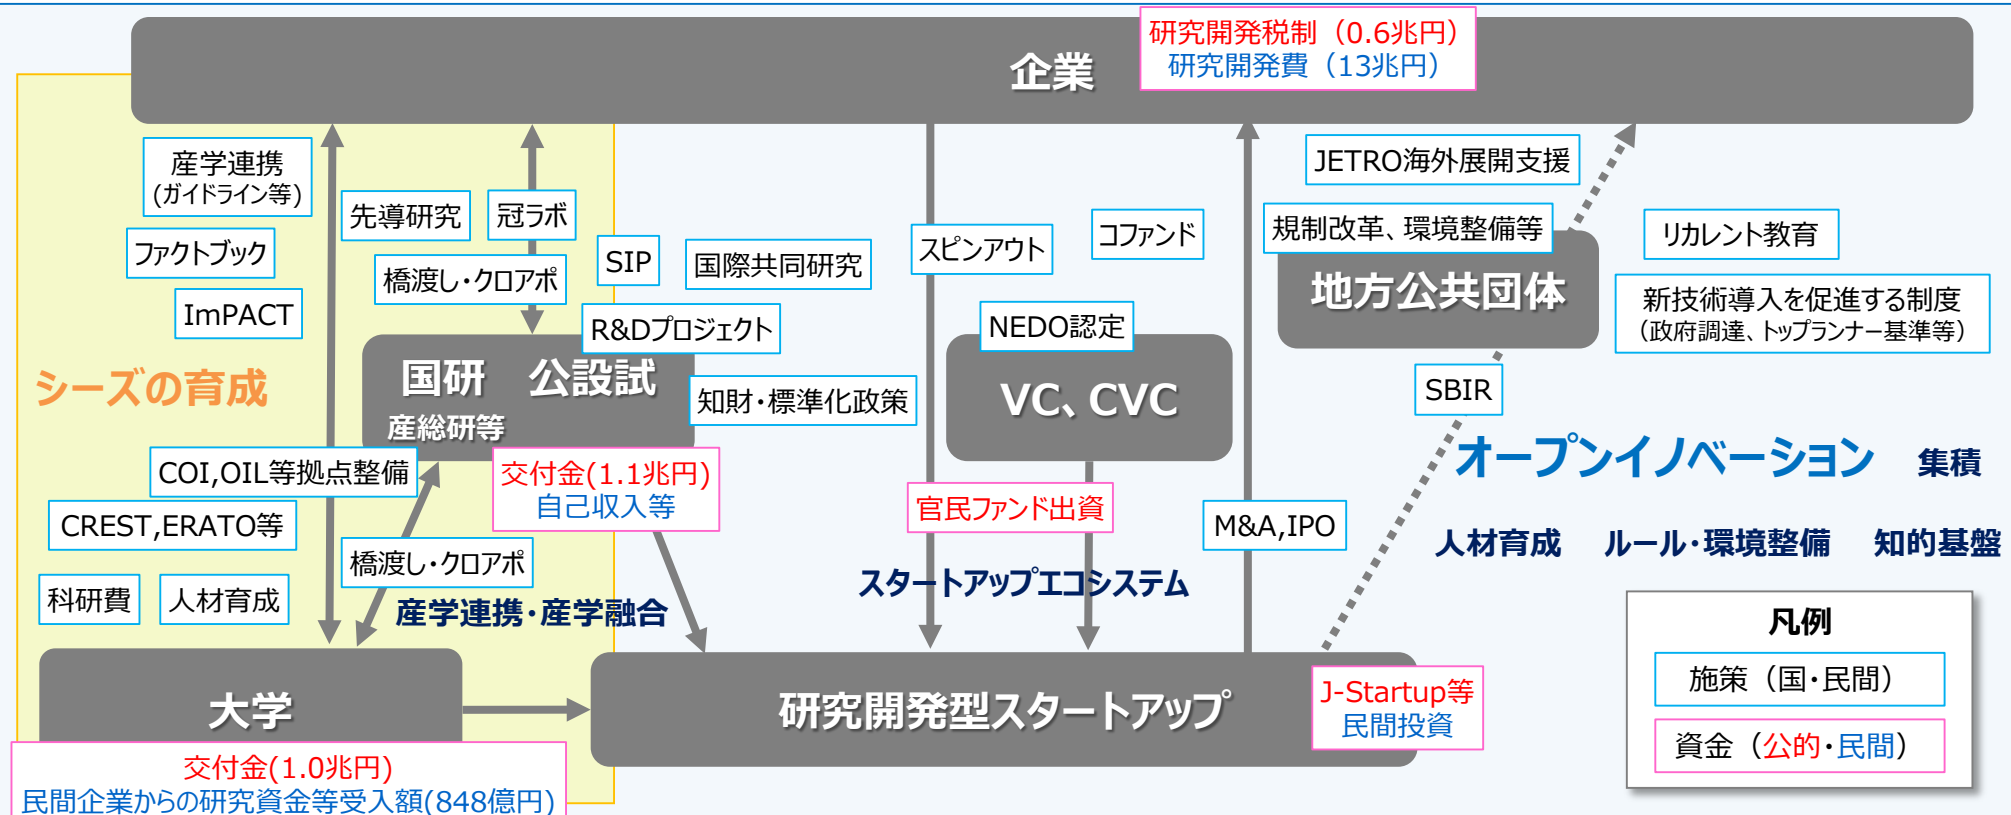 研究開発税制（0.6兆円）
研究開発費（13兆円）
企業
産学連携
(ガイドライン等)
先導研究
冠ラボ
JETRO海外展開支援
ファクトブック
橋渡し・クロアポ
SIP
国際共同研究
スピンアウト
コファンド
規制改革、環境整備等
リカレント教育
ImPACT
R&Dプロジェクト
NEDO認定
地方公共団体
新技術導入を促進する制度
（政府調達、トップランナー基準等）
シーズの育成
国研　公設試
産総研等
知財・標準化政策
VC、CVC
SBIR
COI,OIL等拠点整備
交付金(1.1兆円)
自己収入等
オープンイノベーション
集積
CREST,ERATO等
官民ファンド出資
M&A,IPO
人材育成
ルール・環境整備
知的基盤
橋渡し・クロアポ
科研費
人材育成
産学連携・産学融合
スタートアップエコシステム
大学
研究開発型スタートアップ
J-Startup等
民間投資
交付金(1.0兆円)
民間企業からの研究資金等受入額(848億円)
凡例
施策（国・民間）
資金（公的・民間）